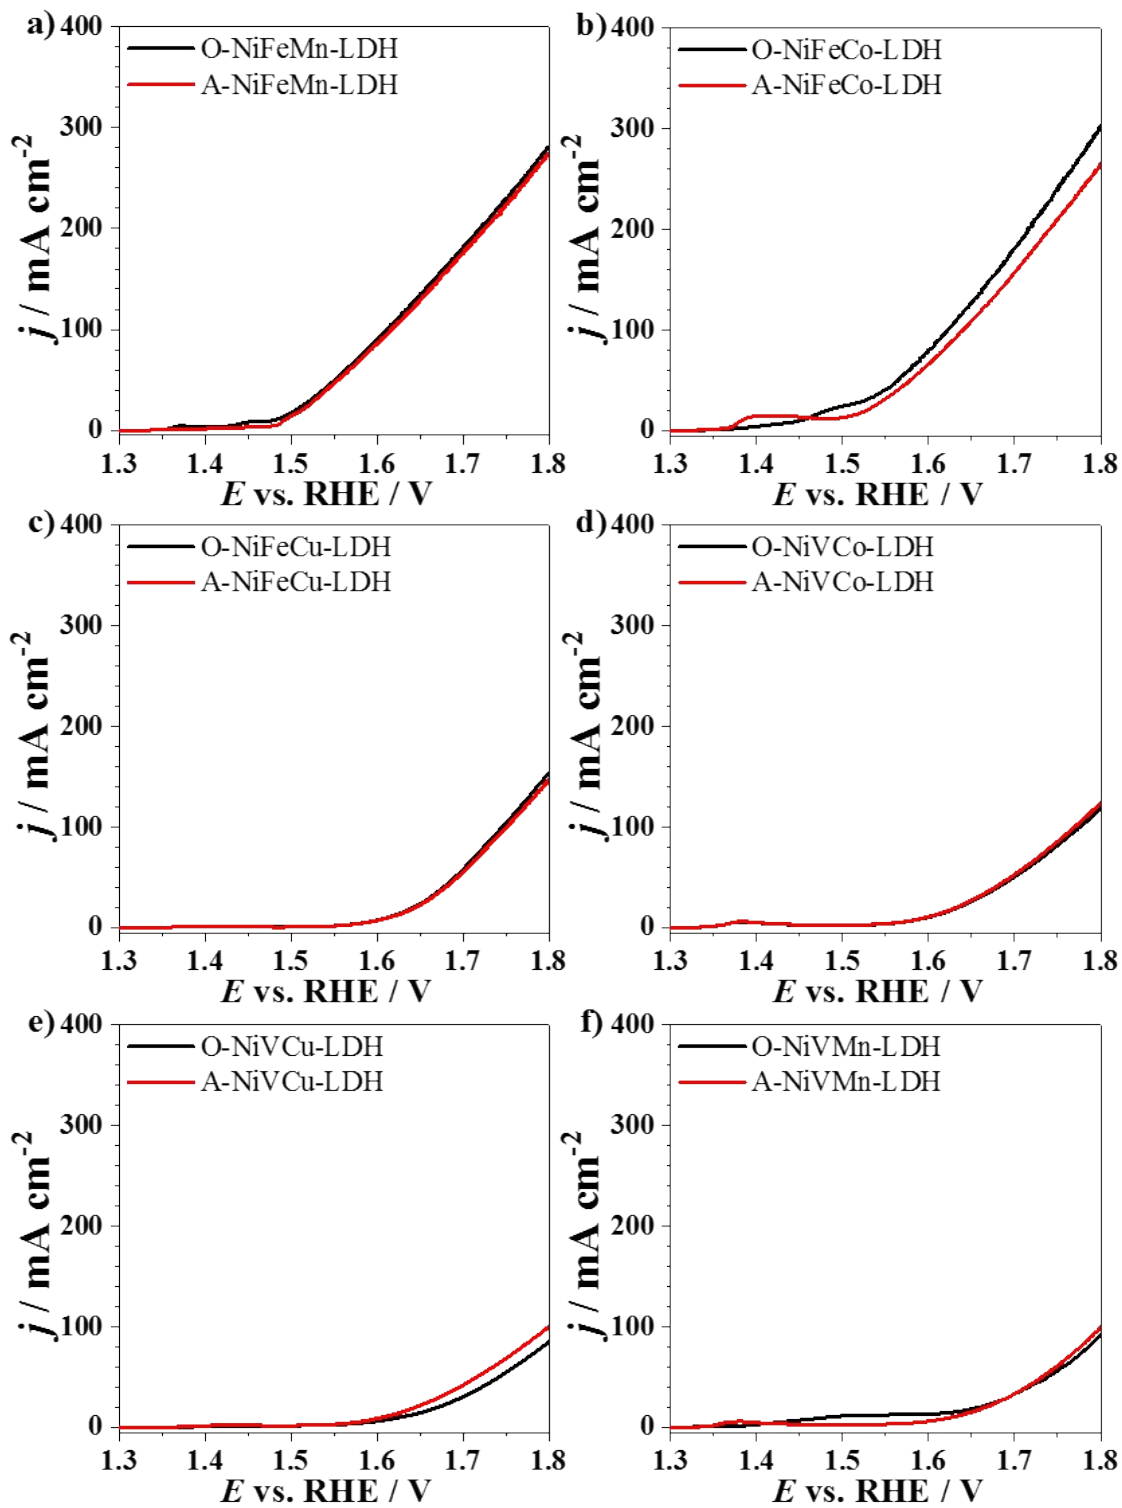 a)
400
300
200
100
0
O-NiFeMn-LDH
A-NiFeMn-LDH
j / mA cm-2
1.3 1.4 1.5 1.6 1.7 1.8
E vs. RHE / V
b)
400
300
200
100
0
O-NiFeCo-LDH
A-NiFeCo-LDH
j / mA cm-2
1.3 1.4 1.5 1.6 1.7 1.8
E vs. RHE / V
c)
400
300
200
100
0
O-NiFeCu-LDH
A-NiFeCu-LDH
j / mA cm-2
1.3 1.4 1.5 1.6 1.7 1.8
E vs. RHE / V
d)
400
300
200
100
0
O-NiVCo-LDH
A-NiVCo-LDH
j / mA cm-2
1.3 1.4 1.5 1.6 1.7 1.8
E vs. RHE / V
e)
400
300
200
100
0
O-NiVCu-LDH
A-NiVCu-LDH
j / mA cm-2
1.3 1.4 1.5 1.6 1.7 1.8
E vs. RHE / V
f)
400
300
200
100
0
O-NiVMn-LDH
A-NiVMn-LDH
j / mA cm-2
1.3 1.4 1.5 1.6 1.7 1.8
E vs. RHE / V